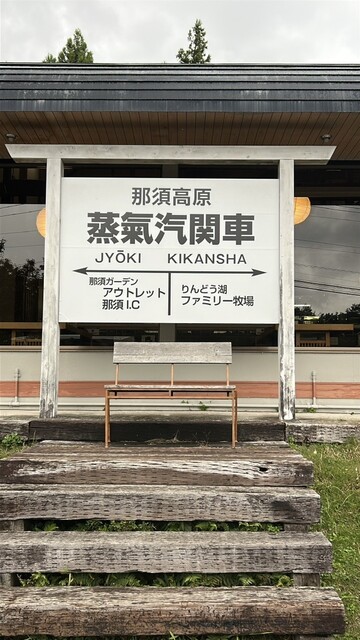 那須高原
蒸氣汽関車
JYŌKI KIKANSHA
那須ガーデン
アウトレット
那須 I.C
りんどう湖
ファミリー牧場